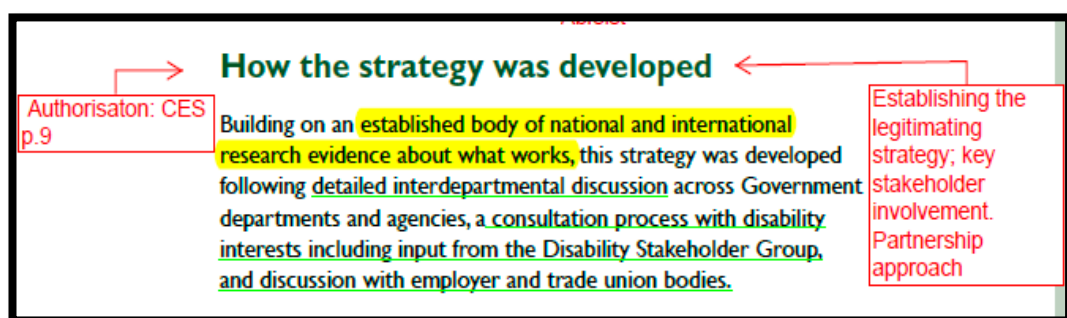 How the strategy was developed
Authorisaton: CES
p.9
Building on an established body of national and international
research evidence about what works, this strategy was developed
following detailed interdepartmental discussion across Government
departments and agencies, a consultation process with disability
interests including input from the Disability Stakeholder Group,
and discussion with employer and trade union bodies.
Establishing the
legitimating
strategy; key
stakeholder
involvement.
Partnership
approach